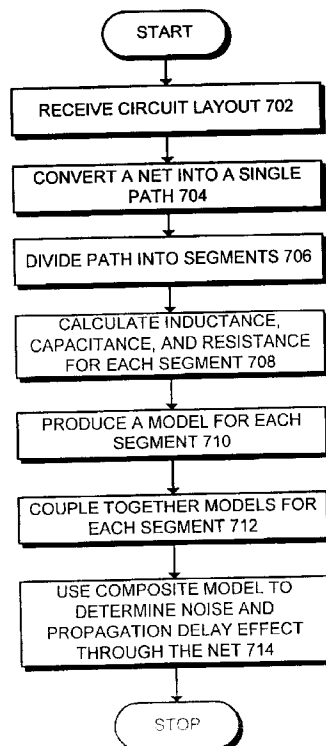 START
RECEIVE CIRCUIT LAYOUT 702
CONVERT A NET INTO A SINGLE
PATH 704
DIVIDE PATH INTO SEGMENTS 706
CALCULATE INDUCTANCE,
CAPACITANCE, AND RESISTANCE
FOR EACH SEGMENT 708
PRODUCE A MODEL FOR EACH
SEGMENT 710
COUPLE TOGETHER MODELS FOR
EACH SEGMENT 712
USE COMPOSITE MODEL TO
DETERMINE NOISE AND
PROPAGATION DELAY EFFECT
THROUGH THE NET 714
STOP